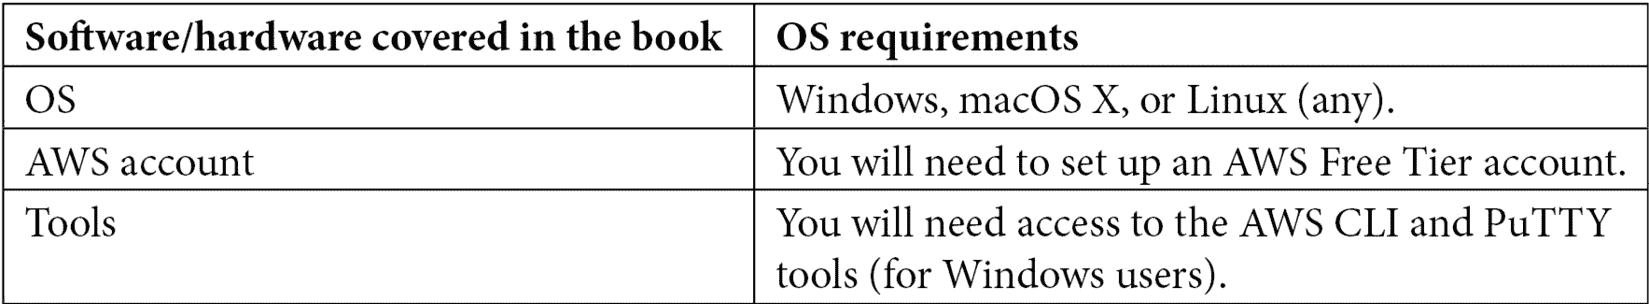 Software/hardware covered in the book OS requirements
OS Windows, macOS X, or Linux (any).
AWS account You will need to set up an AWS Free Tier account.
Tools You will need access to the AWS CLI and PuTTY
tools (for Windows users).